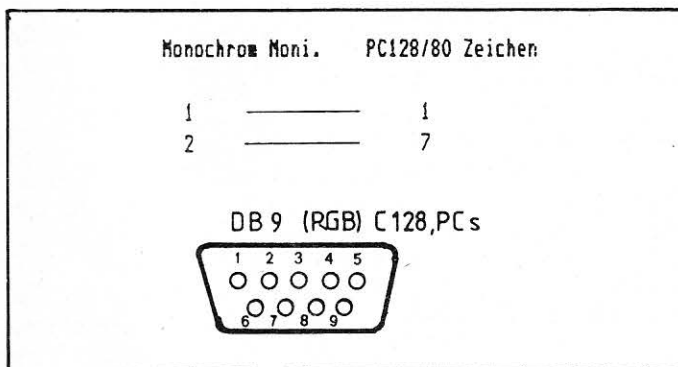 Monochrom Moni. PC128/80 Zeichen
1 1
2 7
DB 9 (RGB) C128,PCs
1 2 3 4 5
6 7 8 9